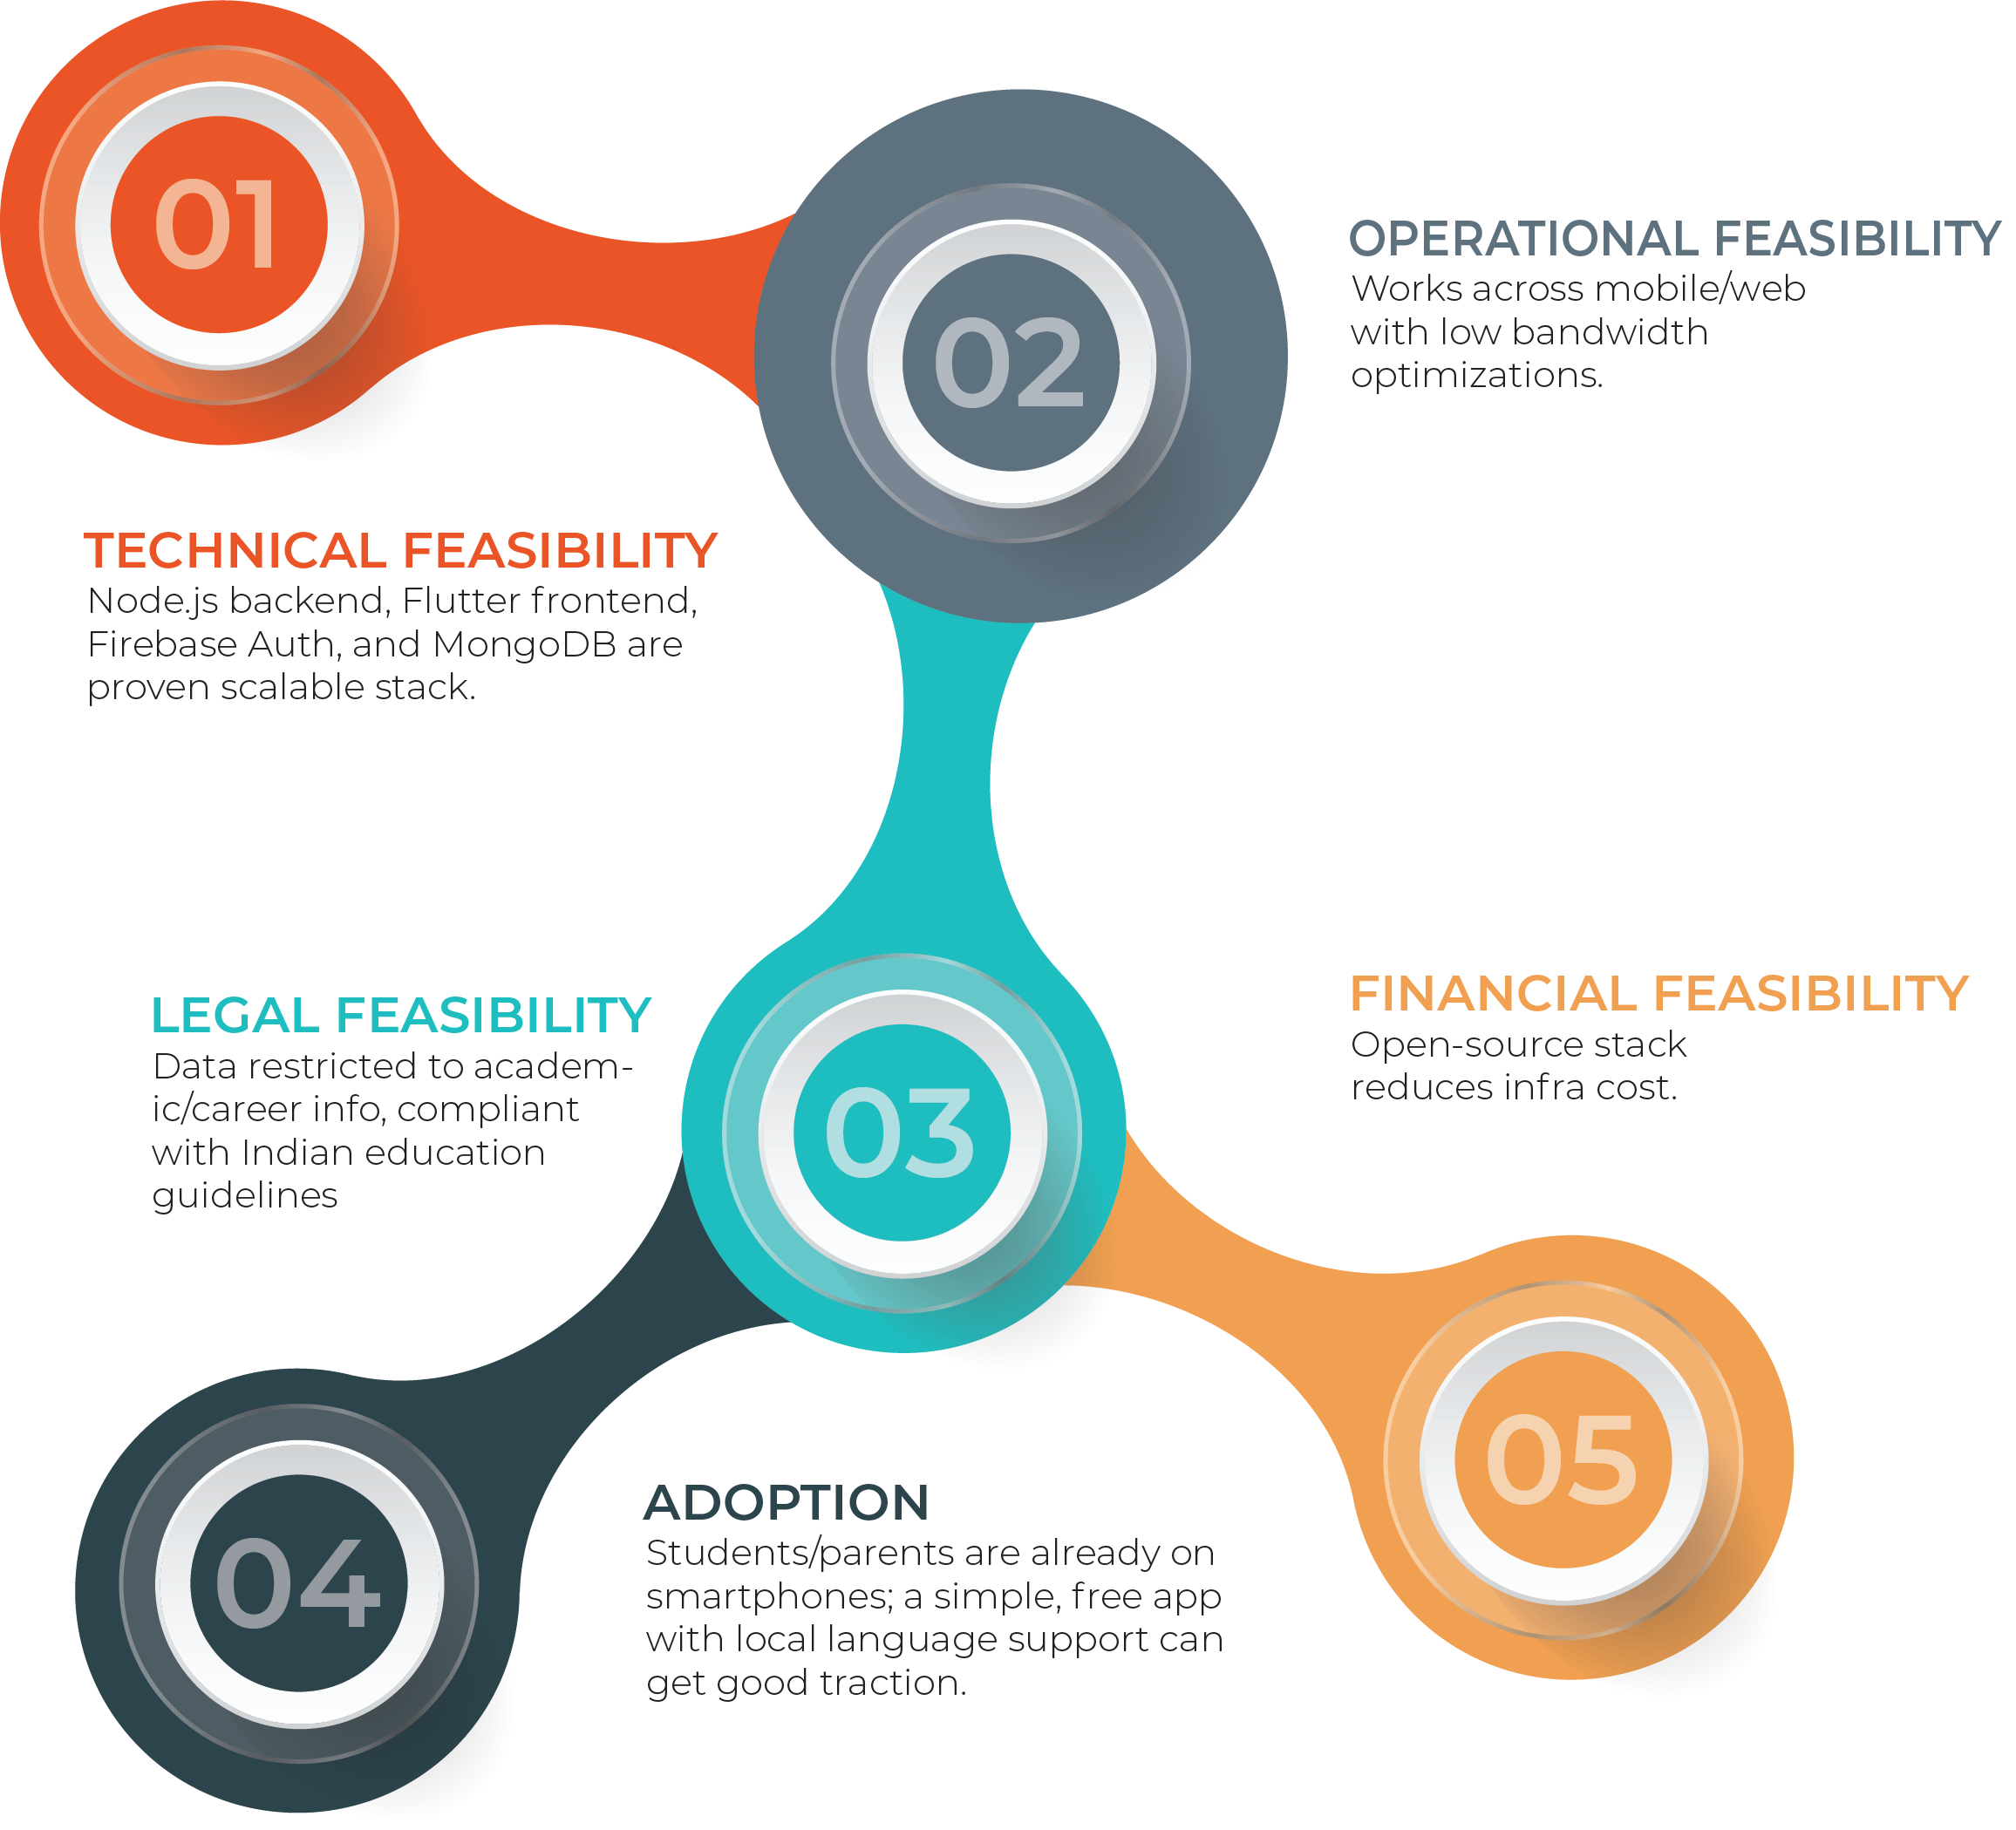 01
02
OPERATIONAL FEASIBILITY
Works across mobile/web
with low bandwidth
optimizations.
TECHNICAL FEASIBILITY
Node.js backend, Flutter frontend,
Firebase Auth, and MongoDB are
proven scalable stack.
LEGAL FEASIBILITY
Data restricted to academ-
ic/career info, compliant
with Indian education
guidelines
03
FINANCIAL FEASIBILITY
Open-source stack
reduces infra cost.
04
ADOPTION
Students/parents are already on
smartphones; a simple, free app
with local language support can
get good traction.
05